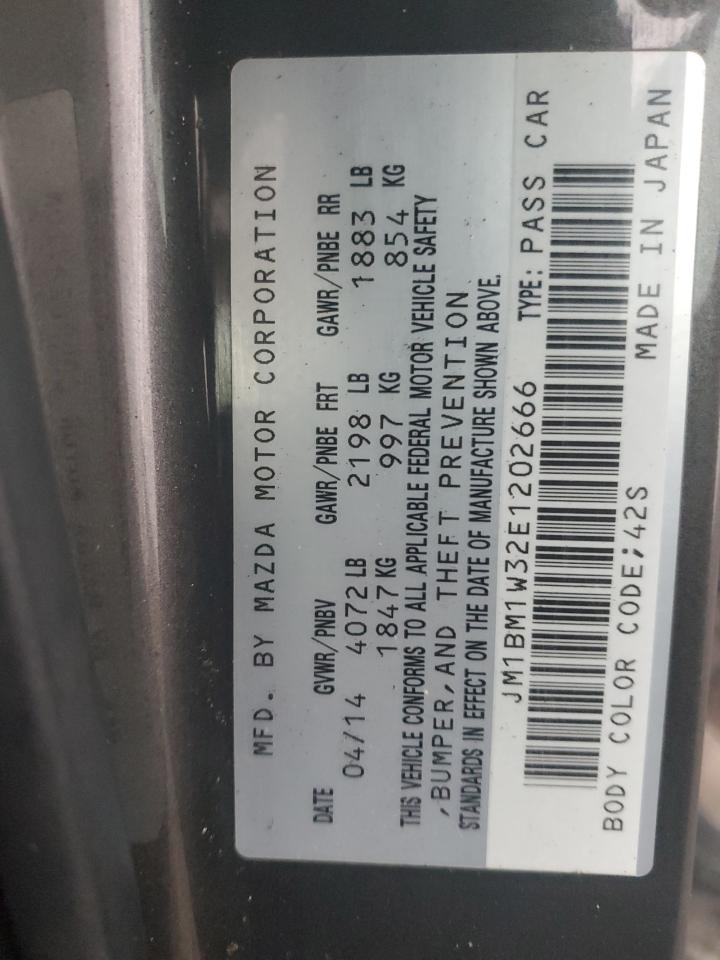 MFD. BY MAZDA MOTOR CORPORATION
DATE GVWR/PNBV GAWR/PNBE FRT GAWR/PNBE RR
04/14 4072 LB 2198 LB 1883 LB
1847 KG 997 KG 854 KG
THIS VEHICLE CONFORMS TO ALL APPLICABLE FEDERAL MOTOR VEHICLE SAFETY
,BUMPER,AND THEFT PREVENTION
STANDARDS IN EFFECT ON THE DATE OF MANUFACTURE SHOWN ABOVE.
JM1BM1W32E1202666 TYPE: PASS CAR
BODY COLOR CODE;42S MADE IN JAPAN